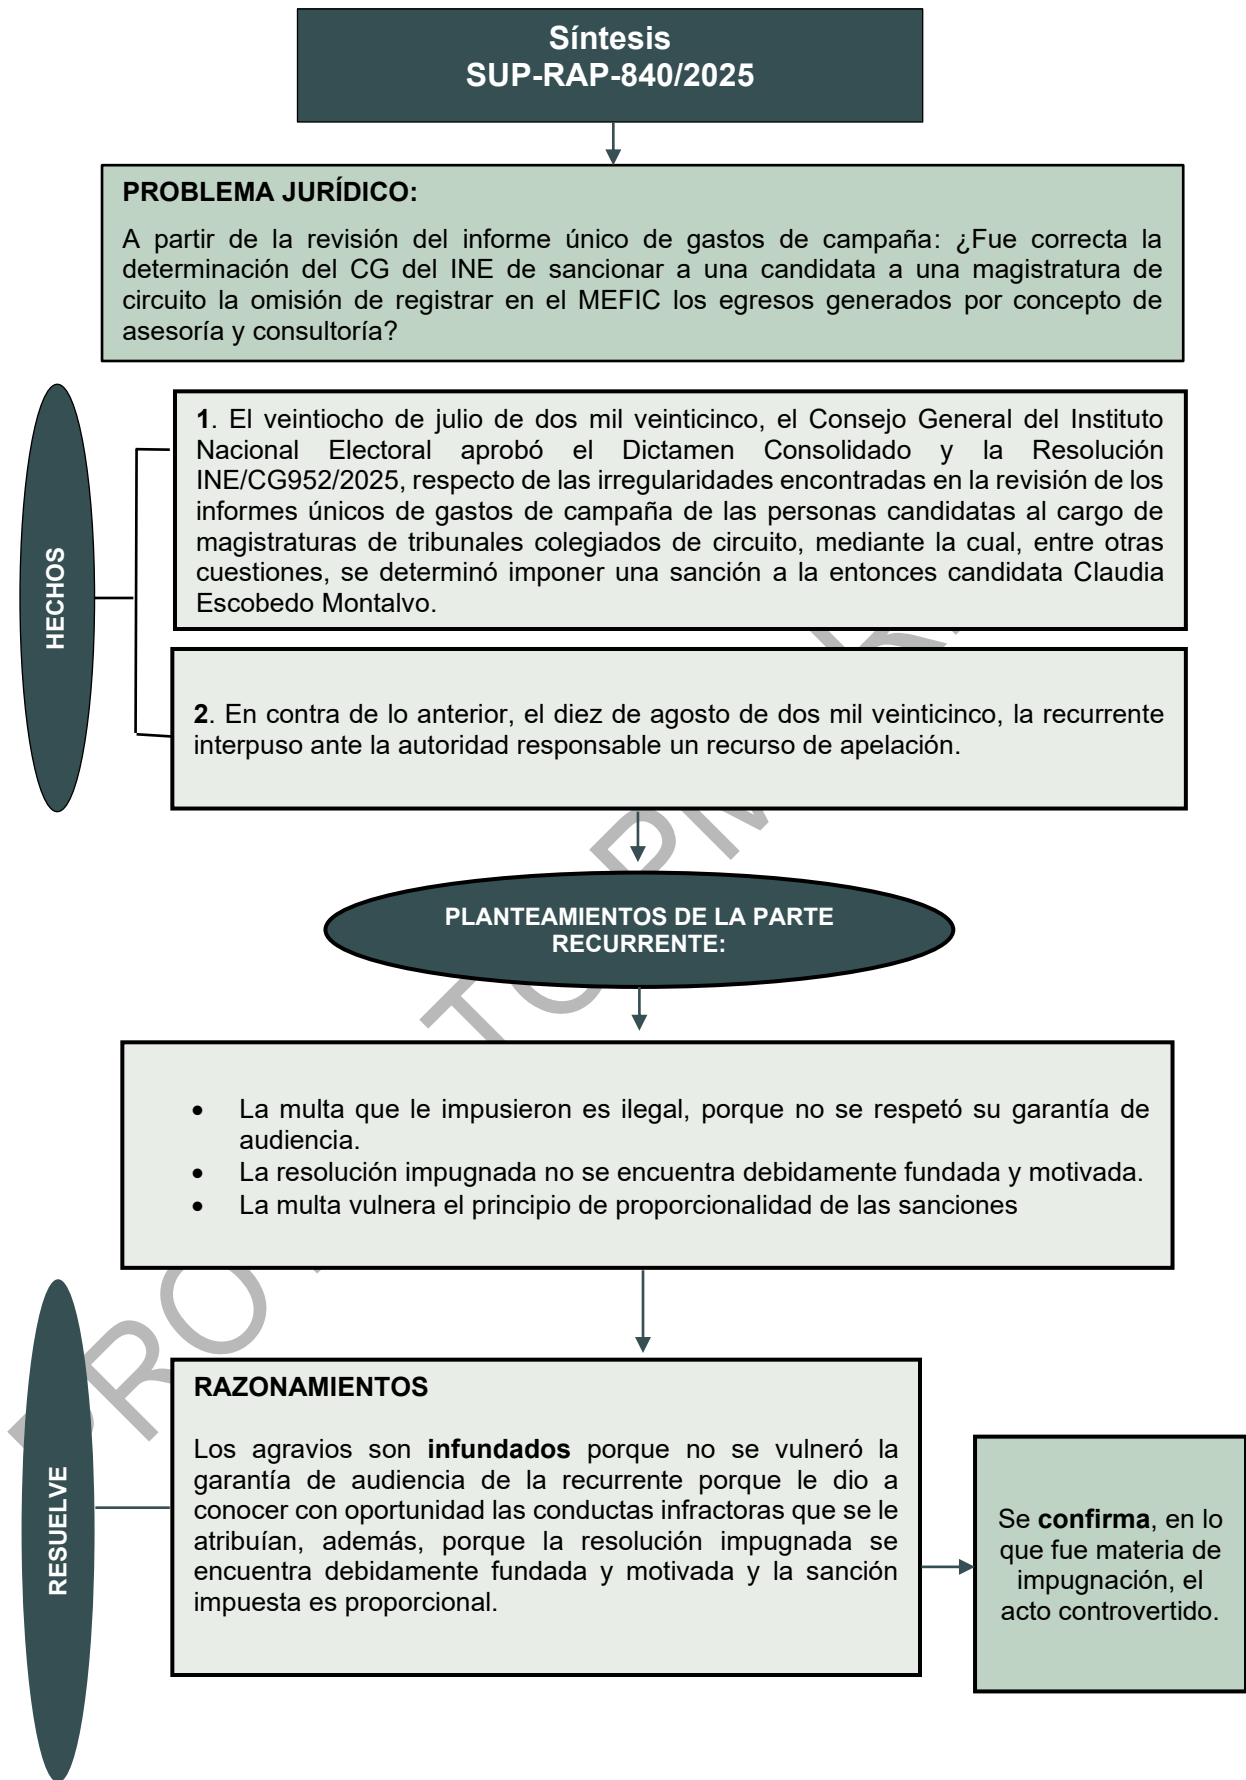 Síntesis
SUP-RAP-840/2025
PROBLEMA JURÍDICO:
A partir de la revisión del informe único de gastos de campaña: ¿Fue correcta la
determinación del CG del INE de sancionar a una candidata a una magistratura de
circuito la omisión de registrar en el MEFIC los egresos generados por concepto de
asesoría y consultoría?
HECHOS
1. El veintiocho de julio de dos mil veinticinco, el Consejo General del Instituto
Nacional Electoral aprobó el Dictamen Consolidado y la Resolución
INE/CG952/2025, respecto de las irregularidades encontradas en la revisión de los
informes únicos de gastos de campaña de las personas candidatas al cargo de
magistraturas de tribunales colegiados de circuito, mediante la cual, entre otras
cuestiones, se determinó imponer una sanción a la entonces candidata Claudia
Escobedo Montalvo.
2. En contra de lo anterior, el diez de agosto de dos mil veinticinco, la recurrente
interpuso ante la autoridad responsable un recurso de apelación.
PLANTEAMIENTOS DE LA PARTE
RECURRENTE:
• La multa que le impusieron es ilegal, porque no se respetó su garantía de
audiencia.
• La resolución impugnada no se encuentra debidamente fundada y motivada.
• La multa vulnera el principio de proporcionalidad de las sanciones
RESUELVE
RAZONAMIENTOS
Los agravios son infundados porque no se vulneró la
garantía de audiencia de la recurrente porque le dio a
conocer con oportunidad las conductas infractoras que se le
atribuían, además, porque la resolución impugnada se
encuentra debidamente fundada y motivada y la sanción
impuesta es proporcional.
Se confirma, en lo
que fue materia de
impugnación, el
acto controvertido.